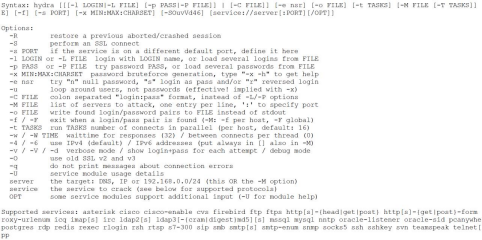 Syntax: hydra [[[-l LOGIN|-L FILE] [-p PASS|-P FILE]] | [-C FILE]] [-e nsr] [-o FILE] [-t TASKS] [-M FILE [-T TASKS]]
E] [-f] [-s PORT] [-x MIN:MAX:CHARSET] [-SOuvVd46] [service://server[:PORT][/OPT]]
Options:
-R restore a previous aborted/crashed session
-S perform an SSL connect
-s PORT if the service is on a different default port, define it here
-l LOGIN or -L FILE login with LOGIN name, or load several logins from FILE
-p PASS or -P FILE try password PASS, or load several passwords from FILE
-x MIN:MAX:CHARSET password bruteforce generation, type "-x -h" to get help
-e nsr try "n" null password, "s" login as pass and/or "r" reversed login
-u loop around users, not passwords (effective! implied with -x)
-C FILE colon separated "login:pass" format, instead of -L/-P options
-M FILE list of servers to attack, one entry per line, ':' to specify port
-o FILE write found login/password pairs to FILE instead of stdout
-f / -F exit when a login/pass pair is found (-M: -f per host, -F global)
-t TASKS run TASKS number of connects in parallel (per host, default: 16)
-w / -W TIME waittime for responses (32) / between connects per thread (0)
-4 / -6 use IPv4 (default) / IPv6 addresses (put always in [] also in -M)
-v / -V / -d verbose mode / show login+pass for each attempt / debug mode
-O use old SSL v2 and v3
-q do not print messages about connection errors
-U service module usage details
server the target: DNS, IP or 192.168.0.0/24 (this OR the -M option)
service the service to crack (see below for supported protocols)
OPT some service modules support additional input (-U for module help)
Supported services: asterisk cisco cisco-enable cvs firebird ftp ftps http[s]-{head|get|post} http[s]-{get|post}-form
roxy-urlenum icq imap[s] irc ldap2[s] ldap3[-{cram|digest}md5][s] mssql mysql nntp oracle-listener oracle-sid pcanywhe
postgres rdp redis rexec rlogin rsh rtsp s7-300 sip smb smtp[s] smtp-enum snmp socks5 ssh sshkey svn teamspeak telnet[
pp